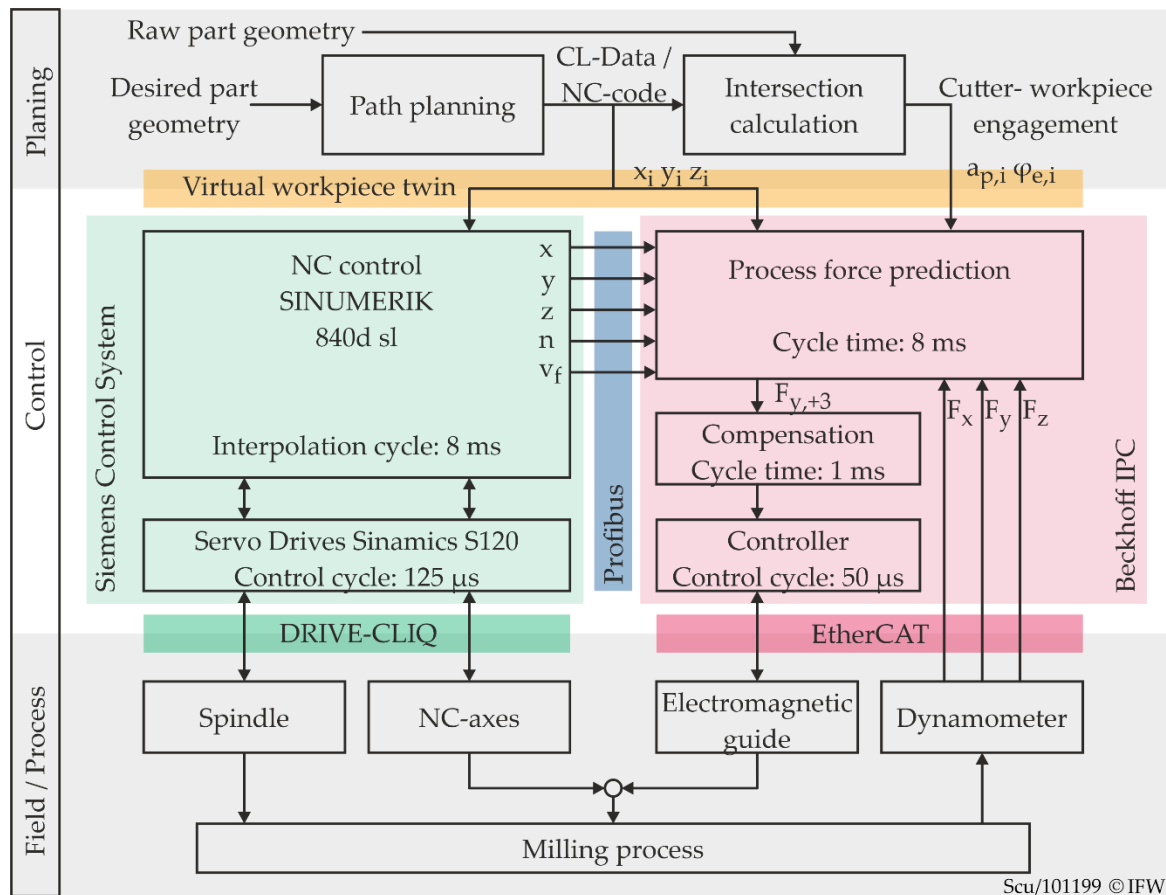 Planing
Raw part geometry
Desired part
geometry
Path planning
CL-Data /
NC-code
Intersection
calculation
Cutter- workpiece
engagement
Virtual workpiece twin
xi yi zi
ap,i φe,i
Control
Siemens Control System
NC control
SINUMERIK
840d sl
Interpolation cycle: 8 ms
x
y
z
n
vf
Profibus
Process force prediction
Cycle time: 8 ms
Fy,+3
Fx
Fy
Fz
Compensation
Cycle time: 1 ms
Servo Drives Sinamics S120
Control cycle: 125 µs
Controller
Control cycle: 50 µs
Beckhoff IPC
DRIVE-CLIQ
EtherCAT
Field / Process
Spindle
NC-axes
Electromagnetic
guide
Dynamometer
Milling process
Scu/101199 © IFW